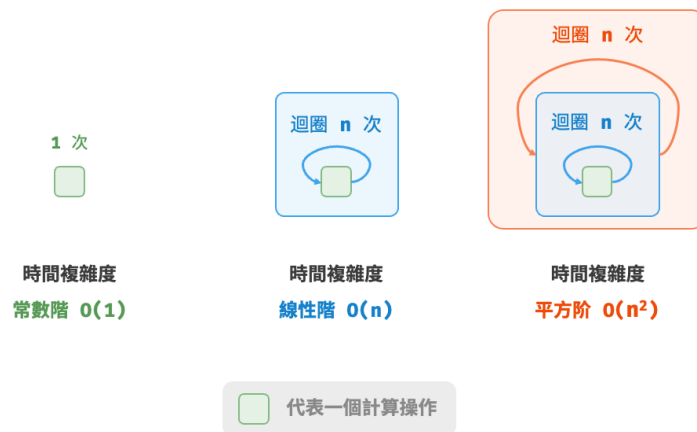 1 次
時間複雜度
常數階 O(1)
迴圈 n 次
時間複雜度
線性階 O(n)
迴圈 n 次
迴圈 n 次
時間複雜度
平方阶 O(n²)
代表一個計算操作